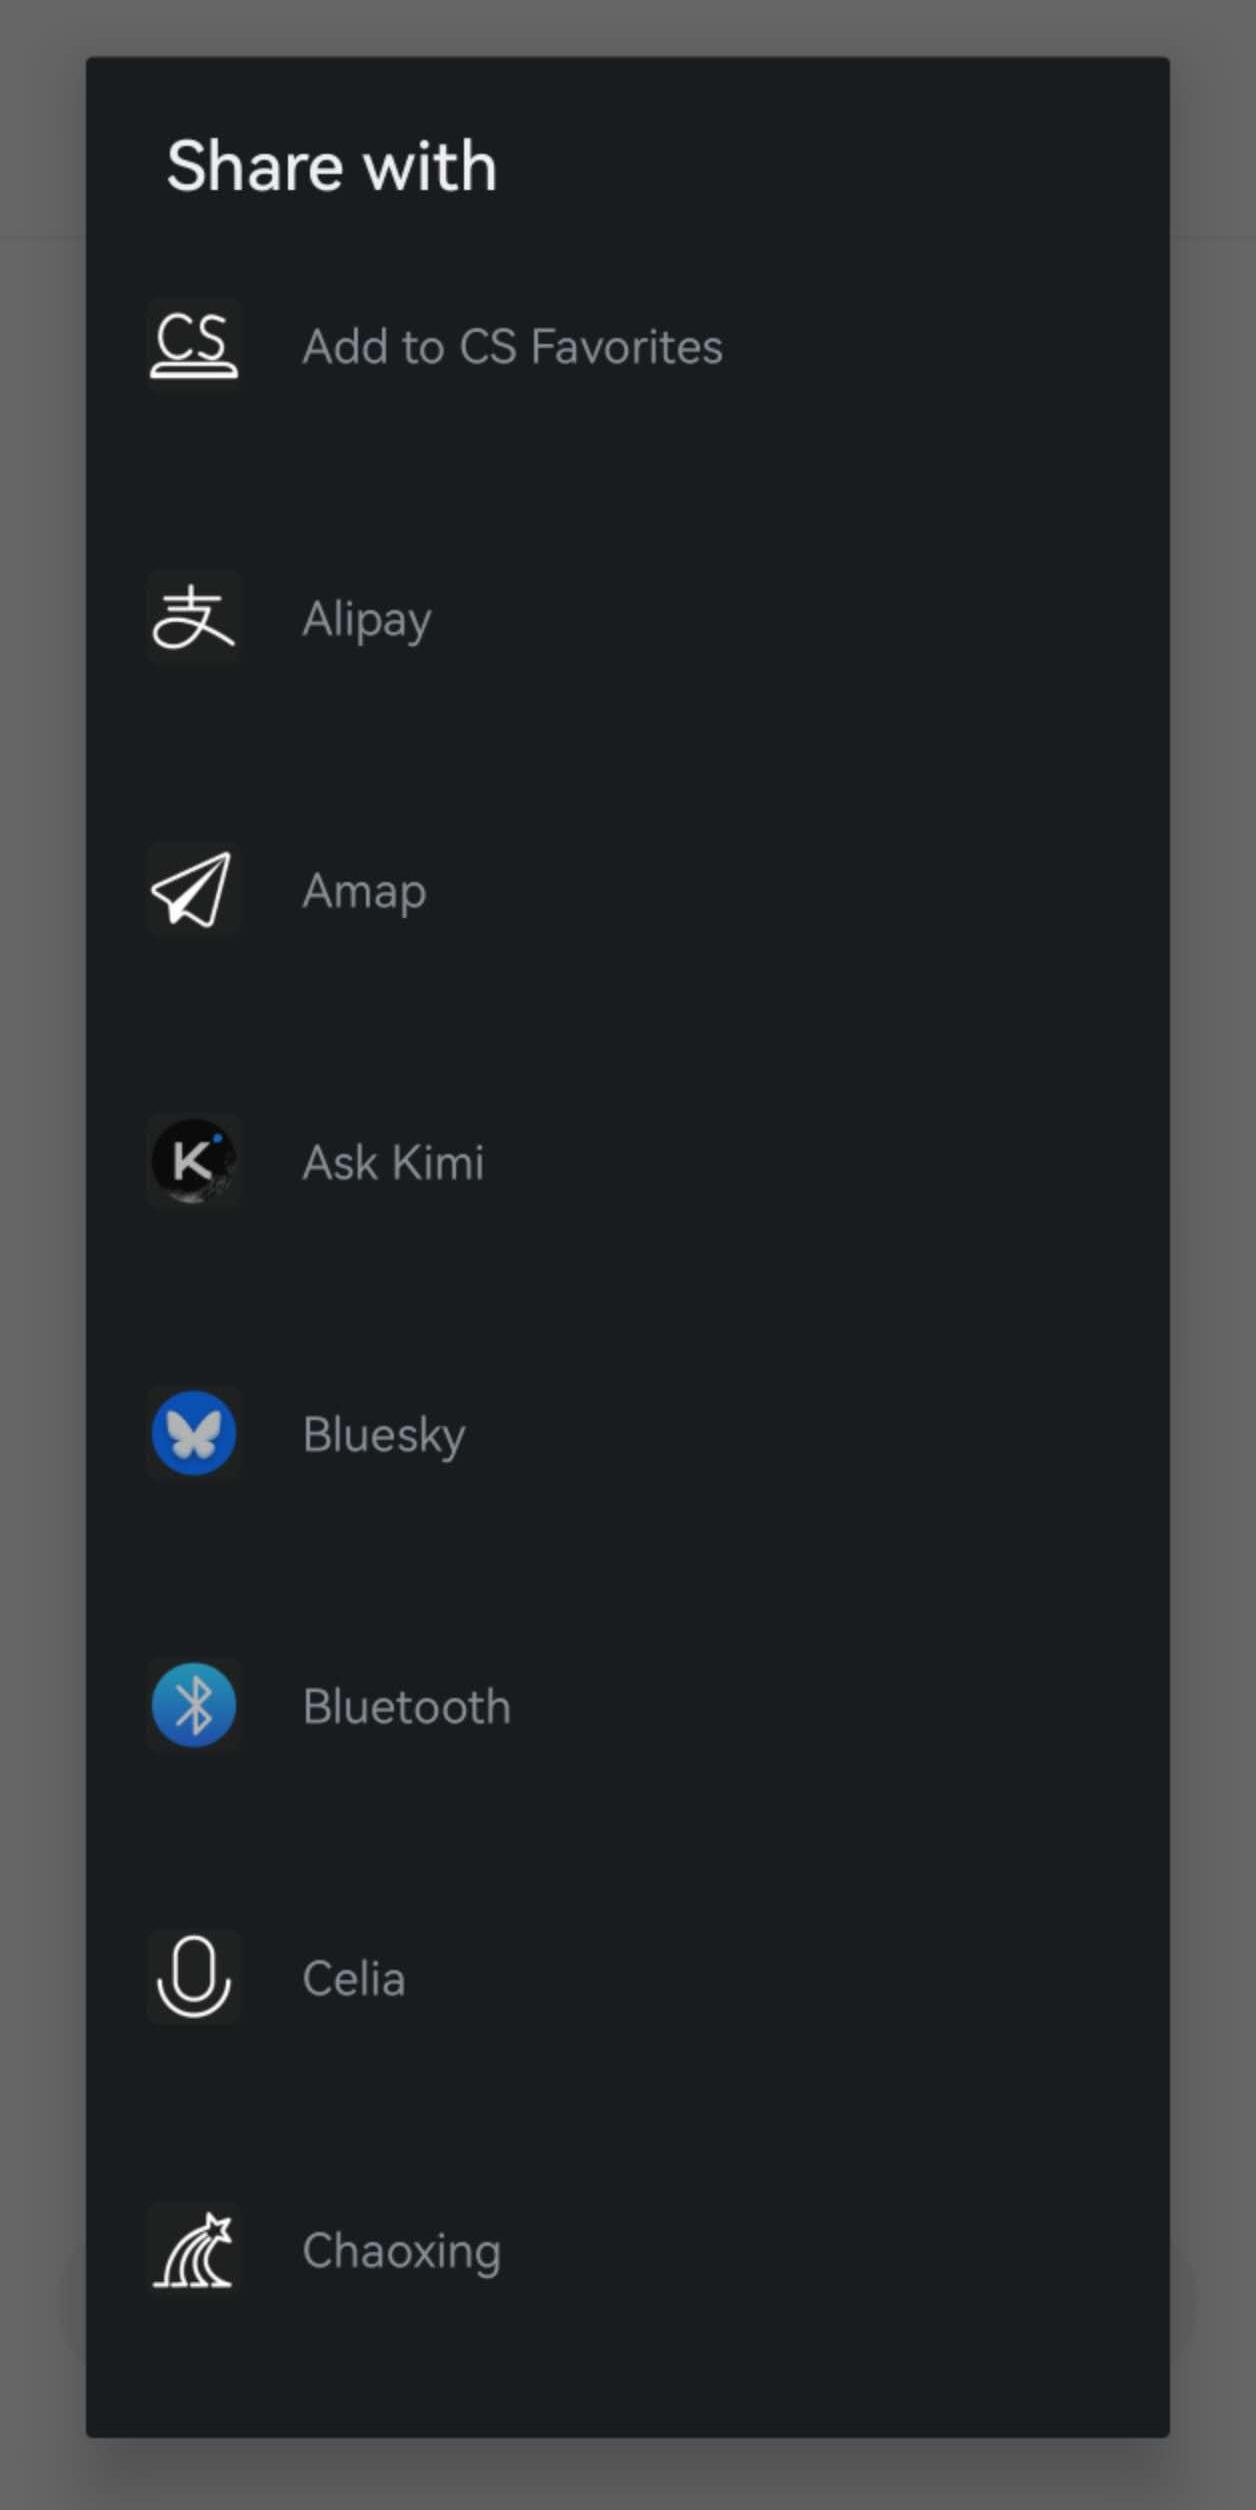 Share with
CS
Add to CS Favorites
支
Alipay
Amap
K
Ask Kimi
Bluesky
Bluetooth
Celia
Chaoxing